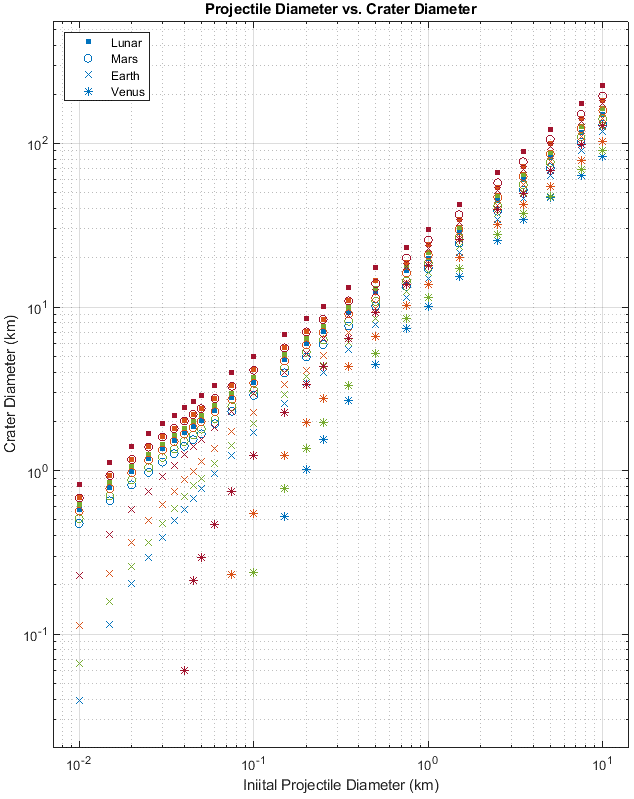 Projectile Diameter vs. Crater Diameter
Lunar
Mars
Earth
Venus
10^2
10^1
10^0
10^-1
Crater Diameter (km)
10^-2
10^-1
10^0
10^1
Iniital Projectile Diameter (km)